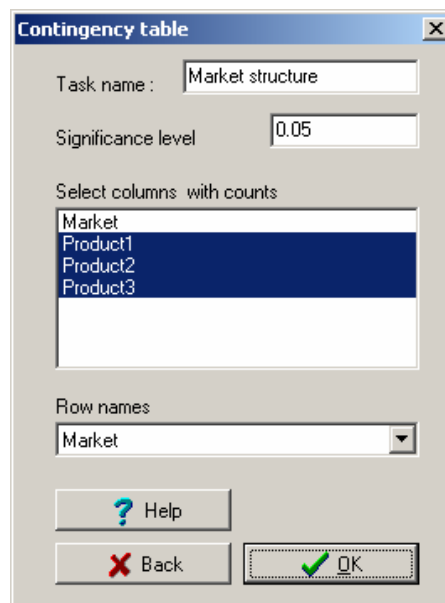 Contingency table
Task name : Market structure
Significance level 0.05
Select columns with counts
Market
Product1
Product2
Product3
Row names
Market
? Help
Back OK